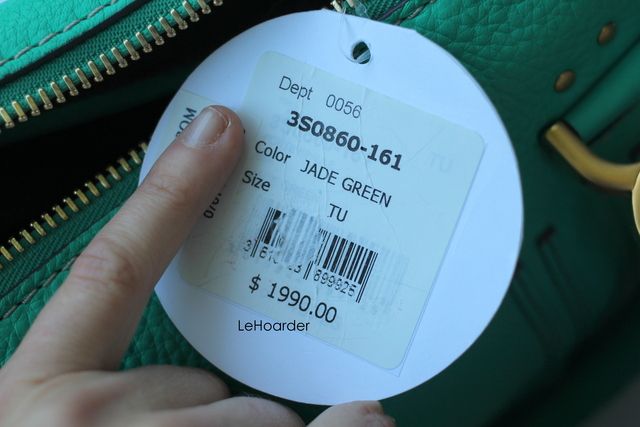 Dept 0056
3S0860-161
Color JADE GREEN
Size TU
$ 1990.00
LeHoarder